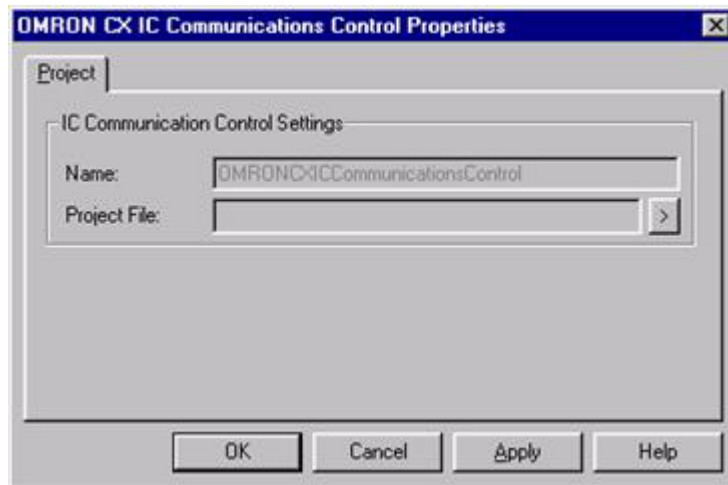 OMRON CX IC Communications Control Properties
Project
IC Communication Control Settings
Name: OMRONCXICCommunicationsControl
Project File: >
OK Cancel Apply Help